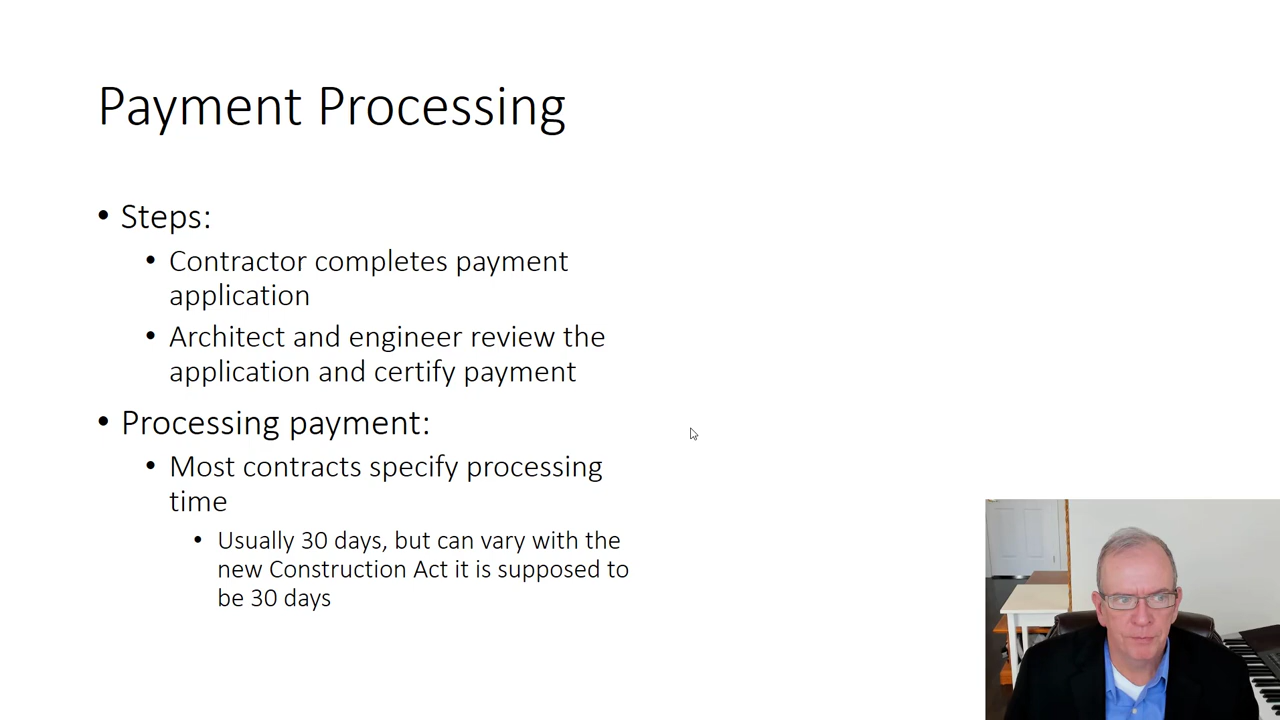 Payment Processing
• Steps:
• Contractor completes payment
application
• Architect and engineer review the
application and certify payment
• Processing payment:
• Most contracts specify processing
time
• Usually 30 days, but can vary with the
new Construction Act it is supposed to
be 30 days